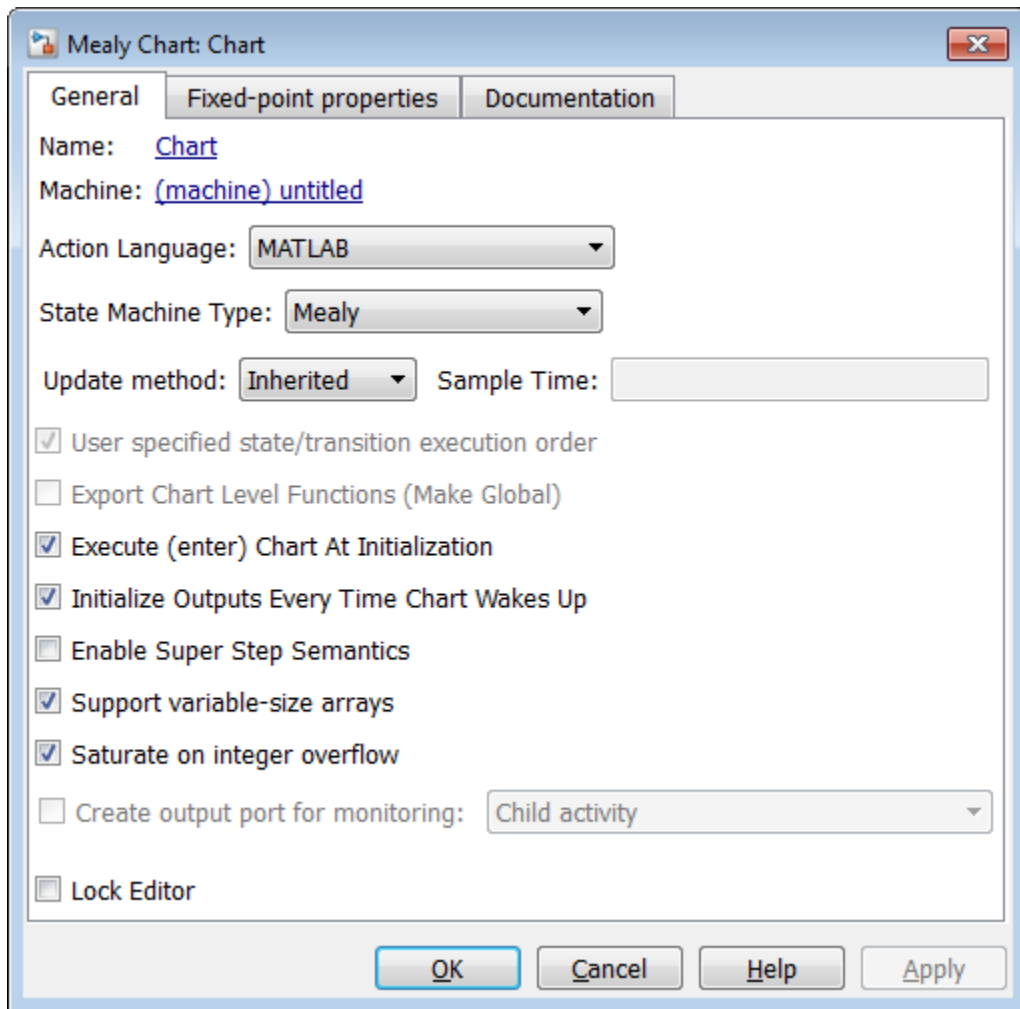 Mealy Chart: Chart
General Fixed-point properties Documentation
Name: Chart
Machine: (machine) untitled
Action Language: MATLAB
State Machine Type: Mealy
Update method: Inherited Sample Time:
User specified state/transition execution order
Export Chart Level Functions (Make Global)
Execute (enter) Chart At Initialization
Initialize Outputs Every Time Chart Wakes Up
Enable Super Step Semantics
Support variable-size arrays
Saturate on integer overflow
Create output port for monitoring: Child activity
Lock Editor
OK Cancel Help Apply